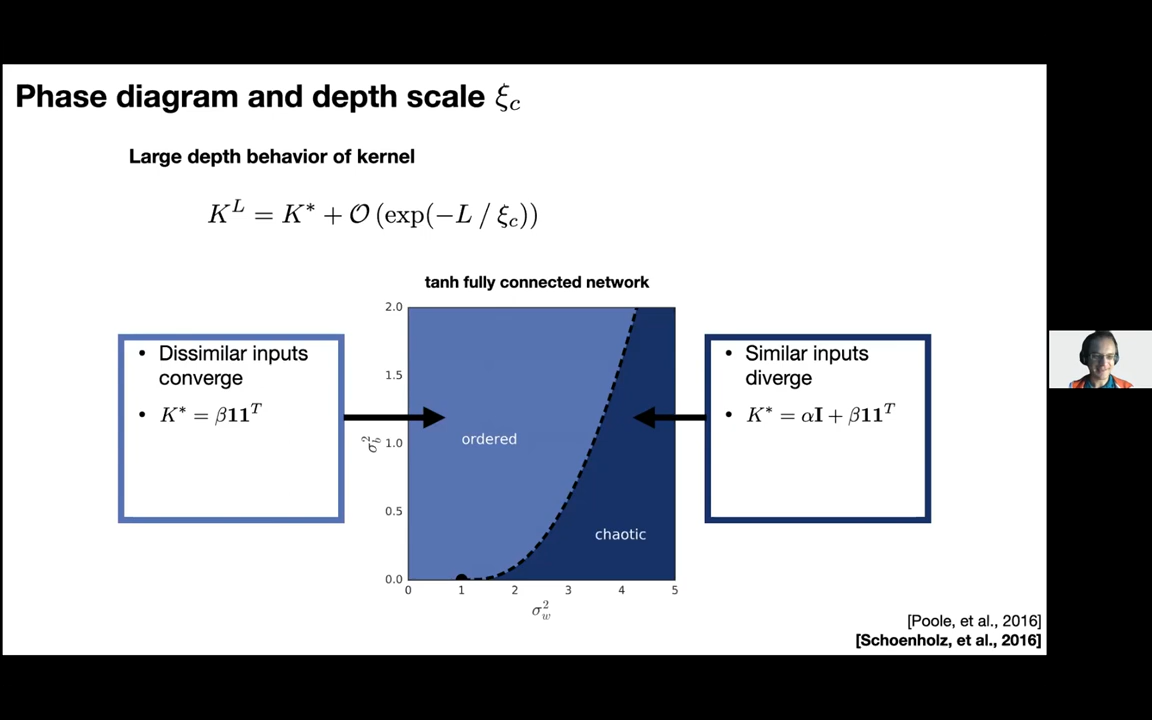 Phase diagram and depth scale ξ_c
Large depth behavior of kernel
K^L = K^* + 𝒪(exp(−L / ξ_c))
tanh fully connected network
• Dissimilar inputs
converge
• K^* = β11^T
2.0
1.5
1.0
0.5
0.0
σ_b^2
ordered
chaotic
0 1 2 3 4 5
σ_w^2
• Similar inputs
diverge
• K^* = αI + β11^T
[Poole, et al., 2016]
[Schoenholz, et al., 2016]